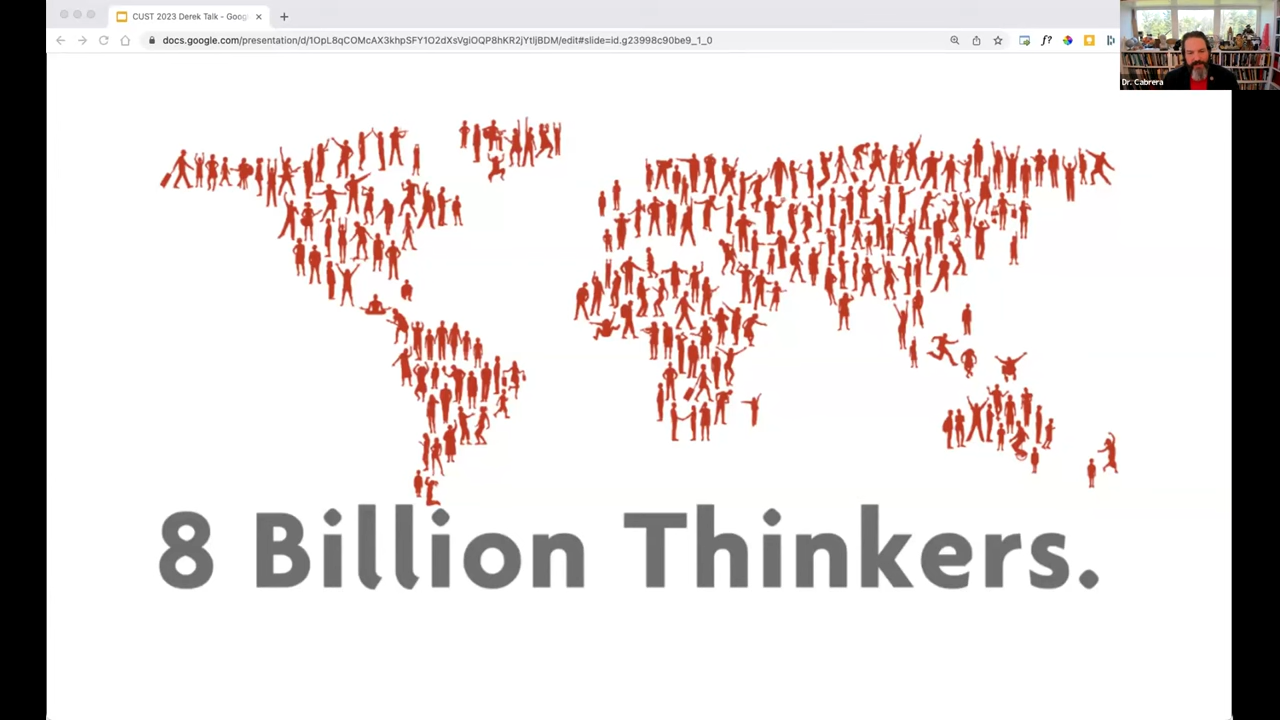 CUST 2023 Derek Talk - Goog
docs.google.com/presentation/d/1OpL8qCOMcAX3khpSFY1O2dXsVgiOQP8hKR2jYtljBDM/edit#slide=id.g23998c90be9_1_0
f?
Dr. Cabrera
8 Billion Thinkers.